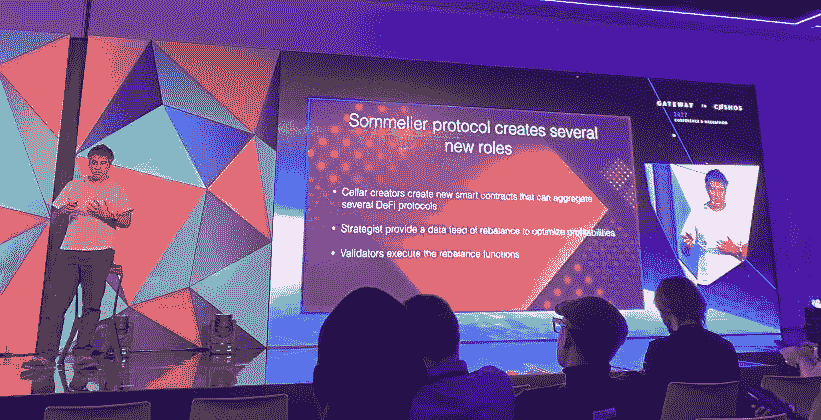 Sommelier protocol creates several
new roles
• Cellar creators create new smart contracts that can aggregate
several DeFi protocols
• Strategist provide a data feed of rebalance to optimize profitabilities
• Validators execute the rebalance functions
GATEWAY TO COSMOS
CONFERENCE & HACKATHON